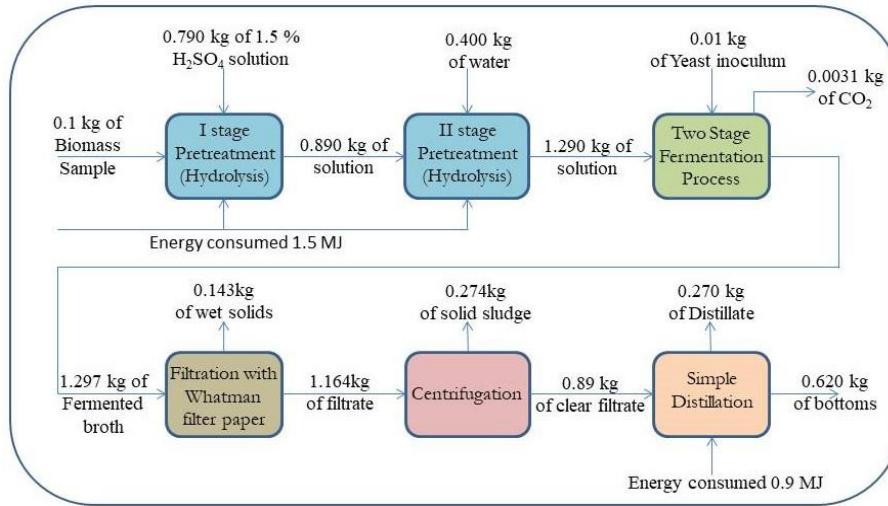 0.790 kg of 1.5 %
H₂SO₄ solution
0.400 kg
of water
0.01 kg
of Yeast inoculum
0.0031 kg
of CO₂
0.1 kg of
Biomass
Sample
I stage
Pretreatment
(Hydrolysis)
0.890 kg of
solution
II stage
Pretreatment
(Hydrolysis)
1.290 kg of
solution
Two Stage
Fermentation
Process
Energy consumed 1.5 MJ
0.143kg
of wet solids
0.274kg
of solid sludge
0.270 kg
of Distillate
1.297 kg of
Fermented
broth
Filtration with
Whatman
filter paper
1.164kg
of filtrate
Centrifugation
0.89 kg
of clear filtrate
Simple
Distillation
0.620 kg
of bottoms
Energy consumed 0.9 MJ